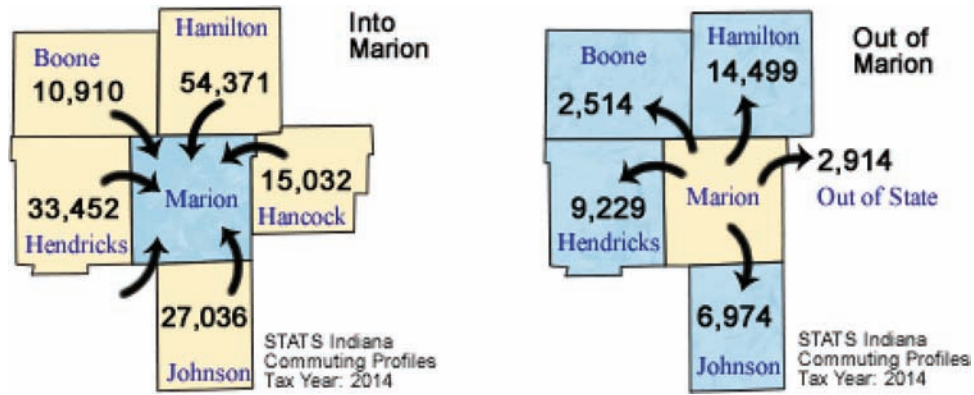 Into
Marion
Hamilton
54,371
Boone
10,910
15,032
Hancock
Marion
33,452
Hendricks
27,036
Johnson
STATS Indiana
Commuting Profiles
Tax Year: 2014
Out of
Marion
Hamilton
14,499
Boone
2,514
2,914
Out of State
Marion
9,229
Hendricks
6,974
Johnson
STATS Indiana
Commuting Profiles
Tax Year: 2014